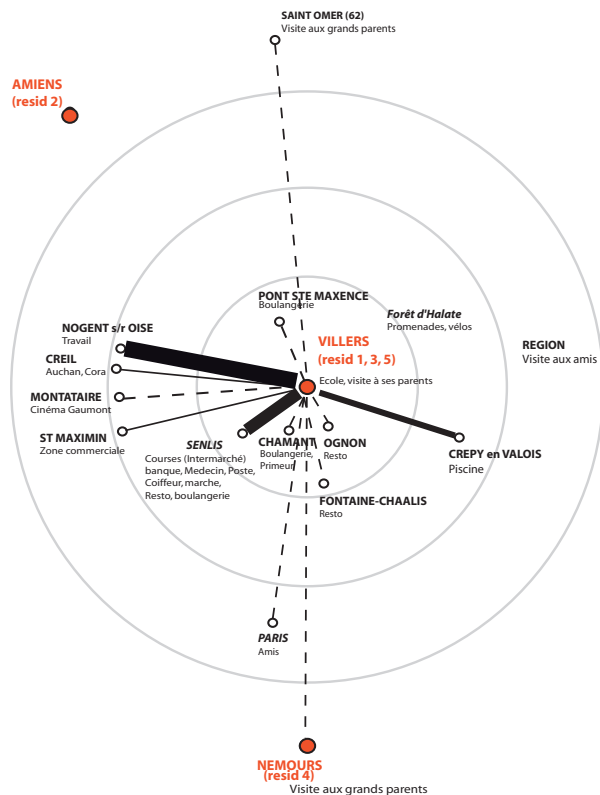 SAINT OMER (62)
Visite aux grands parents
AMIENS
(resid 2)
PONT STE MAXENCE
Boulangerie
Forêt d'Halate
Promenades, vélos
NOGENT s/r OISE
Travail
VILLERS
(resid 1, 3, 5)
REGION
Visite aux amis
CREIL
Auchan, Cora
Ecole, visite à ses parents
MONTATAIRE
Cinéma Gaumont
ST MAXIMIN
Zone commerciale
SENLIS
Courses (Intermarché)
banque, Medecin, Poste,
Coiffeur, marche,
Resto, boulangerie
CHAMANT
Boulangerie,
Primeur
OGNON
Resto
CREPY en VALOIS
Piscine
FONTAINE-CHAALIS
Resto
PARIS
Amis
NEMOURS
(resid 4)
Visite aux grands parents